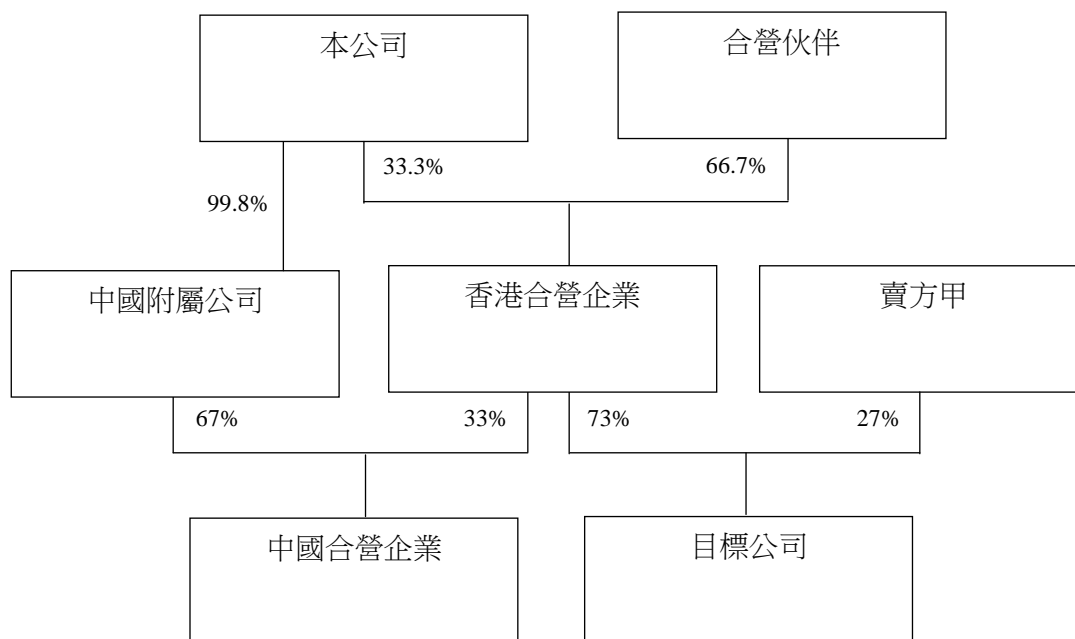 本公司
合營伙伴
33.3%
66.7%
99.8%
中國附屬公司
香港合營企業
賣方甲
67%
33%
73%
27%
中國合營企業
目標公司